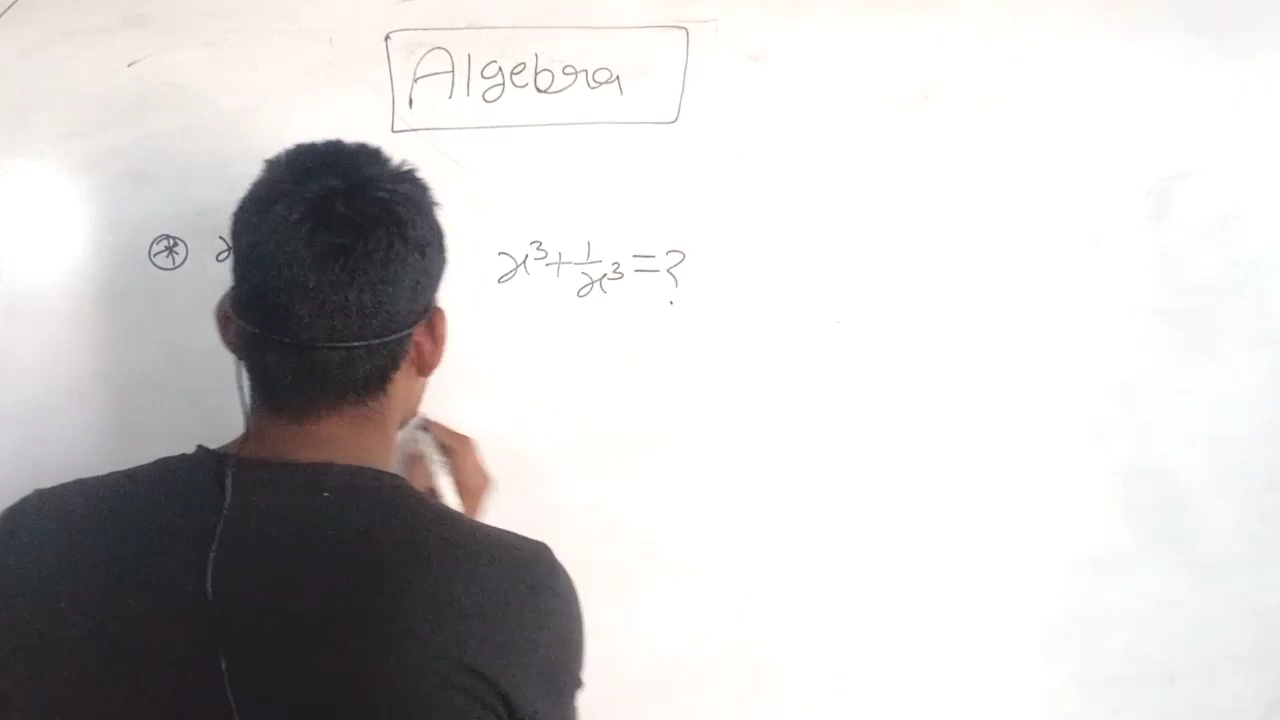 Algebra
⊛ x
x³+1/x³=?